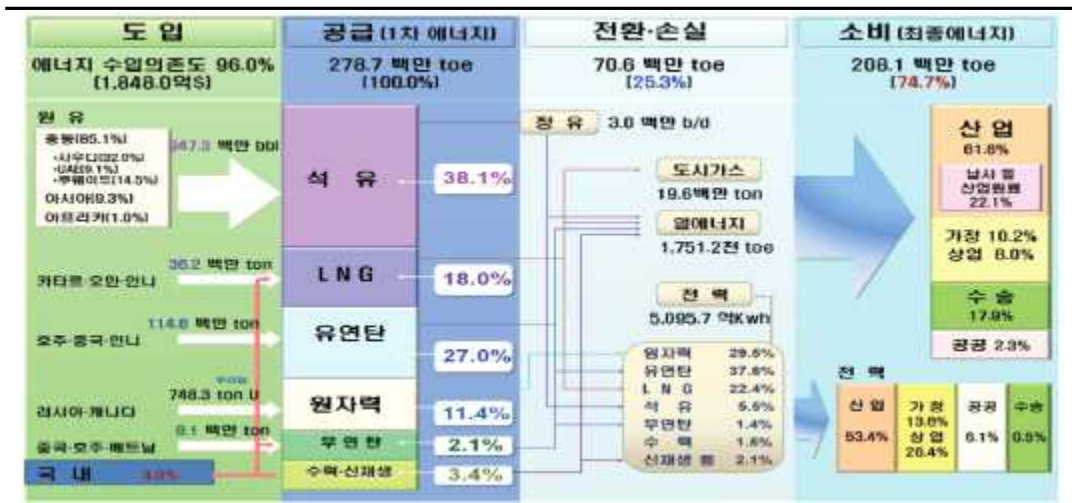 도 입
에너지 수입의존도 96.0%
(1,848.0억$)
원 유
중동(85.1%)
아시아(9.3%)
아프리카(1.0%)
백만 bbl
카타르·오만·인니
36.2 백만 ton
호주·중국·인니
백만 ton
748.3 ton U
러시아·캐나다
백만 ton
중국·호주·베트남
국 내
공급 (1차 에너지)
278.7 백만 toe
(100.0%)
석 유
38.1%
L N G
18.0%
유연탄
27.0%
원자력
11.4%
무연탄
2.1%
수력·신재생
3.4%
전환·손실
70.6 백만 toe
(25.3%)
정 유
3.0 백만 b/d
도시가스
19.6백만 ton
열에너지
1,751.2천 toe
전 력
5,095.7 억Kwh
원자력
유연탄 37.6%
L N G 22.4%
석 유
무연탄 1.4%
수 력
신재생 등 2.1%
소비 (최종에너지)
208.1 백만 toe
(74.7%)
산 업
61.6%
납사 등
산업원료
22.1%
가정 10.2%
상업 8.0%
수 송
17.9%
공공 2.3%
전 력
산 업
53.4%
가 정
상 업
공공
6.1%
수송
0.5%